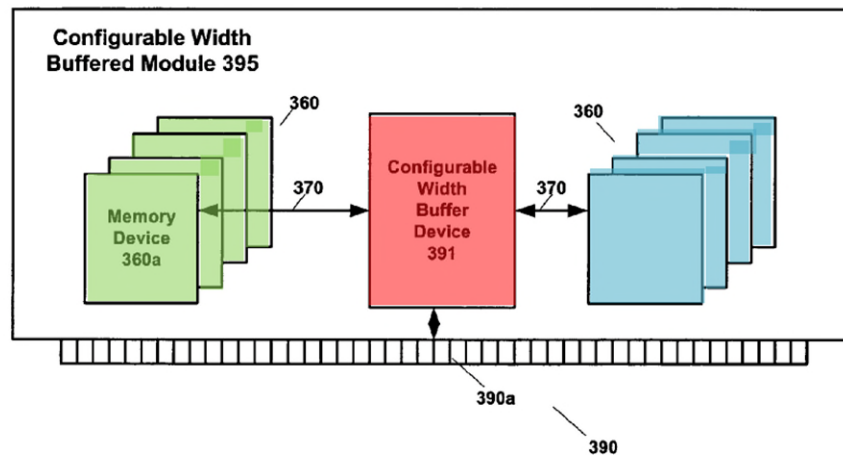 Configurable Width
Buffered Module 395
360
360
370
370
Configurable
Width
Buffer
Device
391
Memory
Device
360a
390a
390